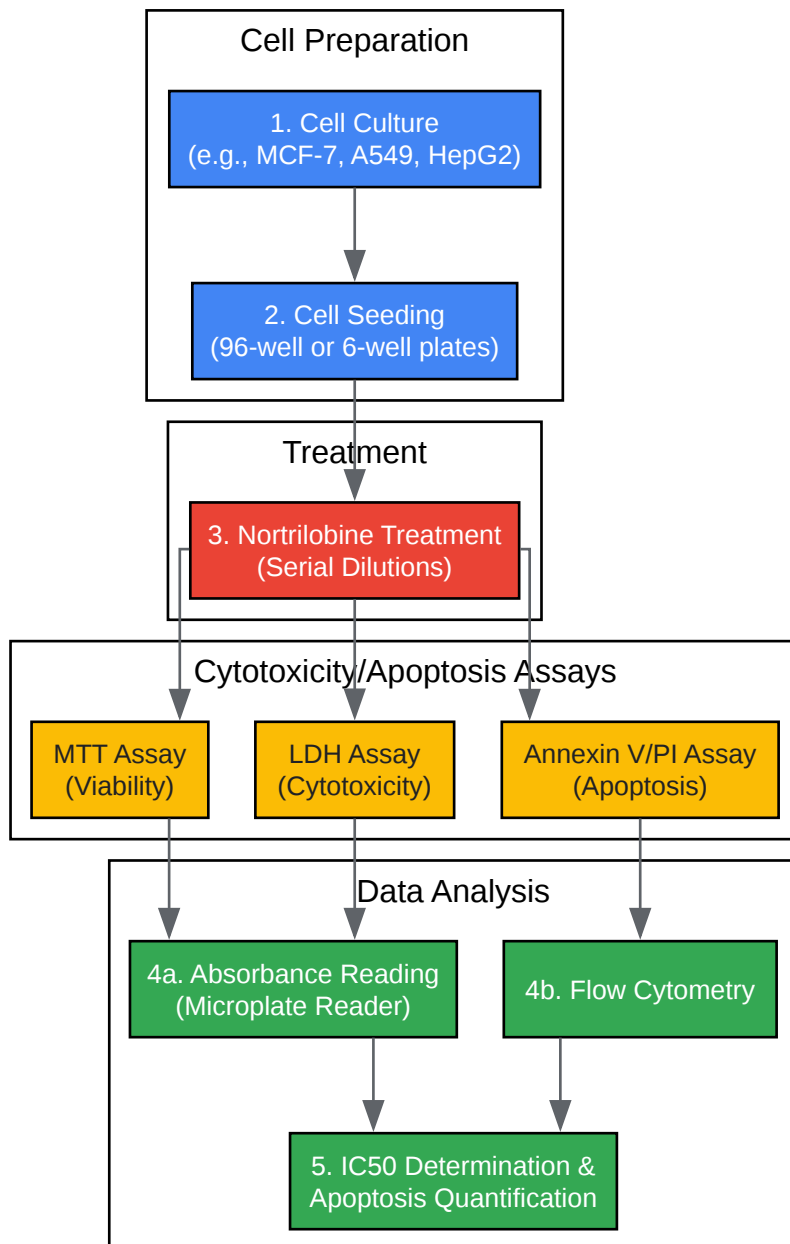 Cell Preparation
1. Cell Culture
(e.g., MCF-7, A549, HepG2)
2. Cell Seeding
(96-well or 6-well plates)
Treatment
3. Nortrilobine Treatment
(Serial Dilutions)
Cytotoxicity/Apoptosis Assays
MTT Assay
(Viability)
LDH Assay
(Cytotoxicity)
Annexin V/PI Assay
(Apoptosis)
Data Analysis
4a. Absorbance Reading
(Microplate Reader)
4b. Flow Cytometry
5. IC50 Determination &
Apoptosis Quantification